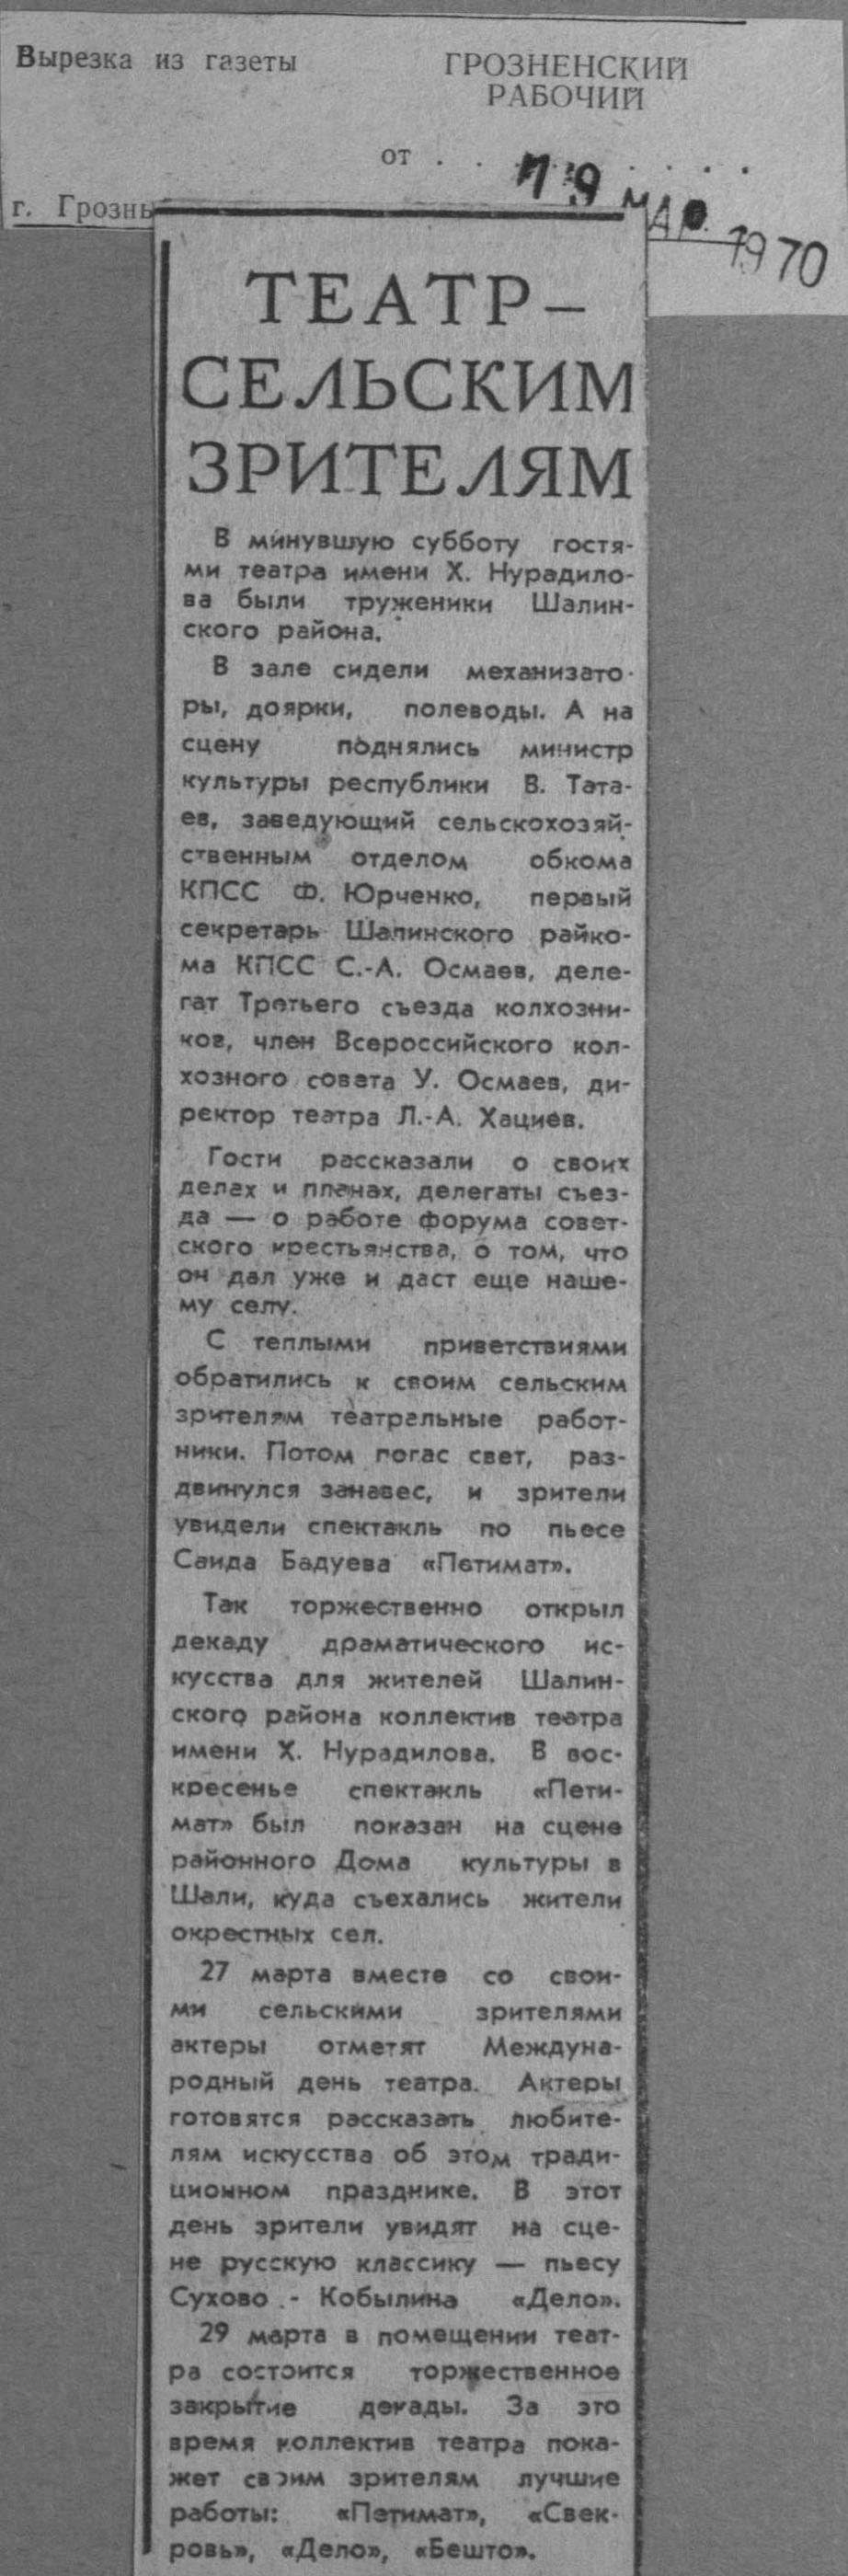 Вырезка из газеты
ГРОЗНЕНСКИЙ
РАБОЧИЙ
от . . . . . . . .
19 МАР. 1970
г. Грозны
ТЕАТР —
СЕЛЬСКИМ
ЗРИТЕЛЯМ
В минувшую субботу гостя-
ми театра имени Х. Нурадило-
ва были труженики Шалин-
ского района.
В зале сидели механизато-
ры, доярки, полеводы. А на
сцену поднялись министр
культуры республики В. Тата-
ев, заведующий сельскохозяй-
ственным отделом обкома
КПСС Ф. Юрченко, первый
секретарь Шалинского райко-
ма КПСС С.-А. Осмаев, деле-
гат Третьего съезда колхозни-
ков, член Всероссийского кол-
хозного совета У. Осмаев, ди-
ректор театра Л.-А. Хациев.
Гости рассказали о своих
делах и планах, делегаты съез-
да — о работе форума совет-
ского крестьянства, о том, что
он дал уже и даст еще наше-
му селу.
С теплыми приветствиями
обратились к своим сельским
зрителям театральные работ-
ники. Потом погас свет, раз-
двинулся занавес, и зрители
увидели спектакль по пьесе
Саида Бадуева «Петимат».
Так торжественно открыл
декаду драматического ис-
кусства для жителей Шалин-
ского района коллектив театра
имени Х. Нурадилова. В вос-
кресенье спектакль «Пети-
мат» был показан на сцене
районного Дома культуры в
Шали, куда съехались жители
окрестных сел.
27 марта вместе со свои-
ми сельскими зрителями
актеры отметят Междуна-
родный день театра. Актеры
готовятся рассказать любите-
лям искусства об этом тради-
ционном празднике. В этот
день зрители увидят на сце-
не русскую классику — пьесу
Сухово - Кобылина «Дело».
29 марта в помещении теат-
ра состоится торжественное
закрытие декады. За это
время коллектив театра пока-
жет своим зрителям лучшие
работы: «Петимат», «Свек-
ровь», «Дело», «Бешто».